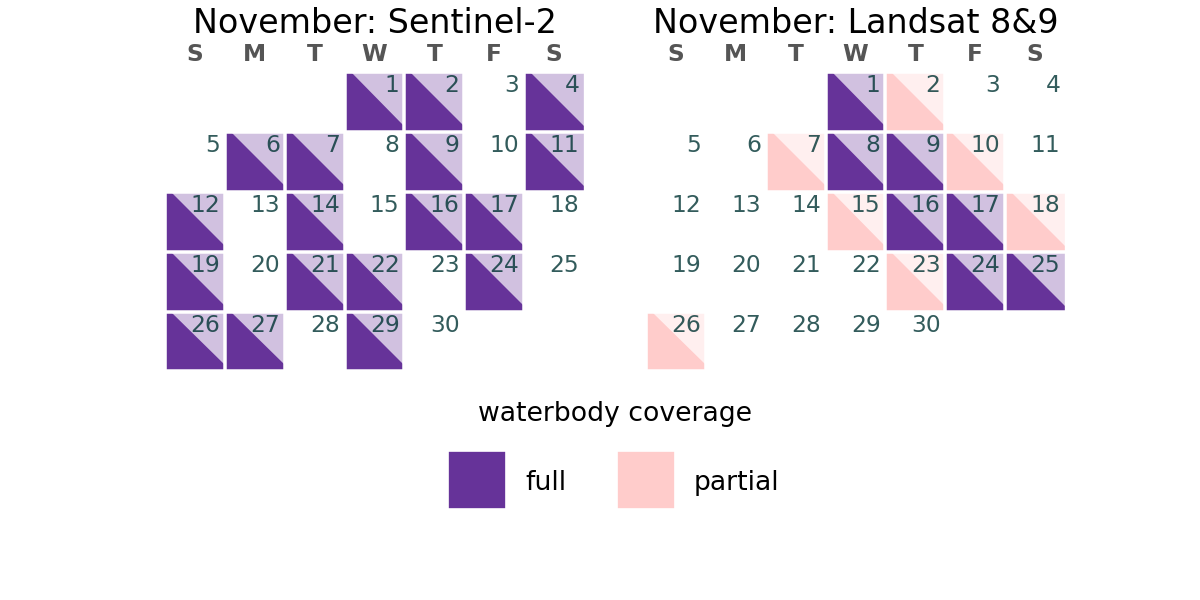 November: Sentinel-2
S M T W T F S
1 2 3 4
5 6 7 8 9 10 11
12 13 14 15 16 17 18
19 20 21 22 23 24 25
26 27 28 29 30
November: Landsat 8&9
S M T W T F S
1 2 3 4
5 6 7 8 9 10 11
12 13 14 15 16 17 18
19 20 21 22 23 24 25
26 27 28 29 30
waterbody coverage
full partial